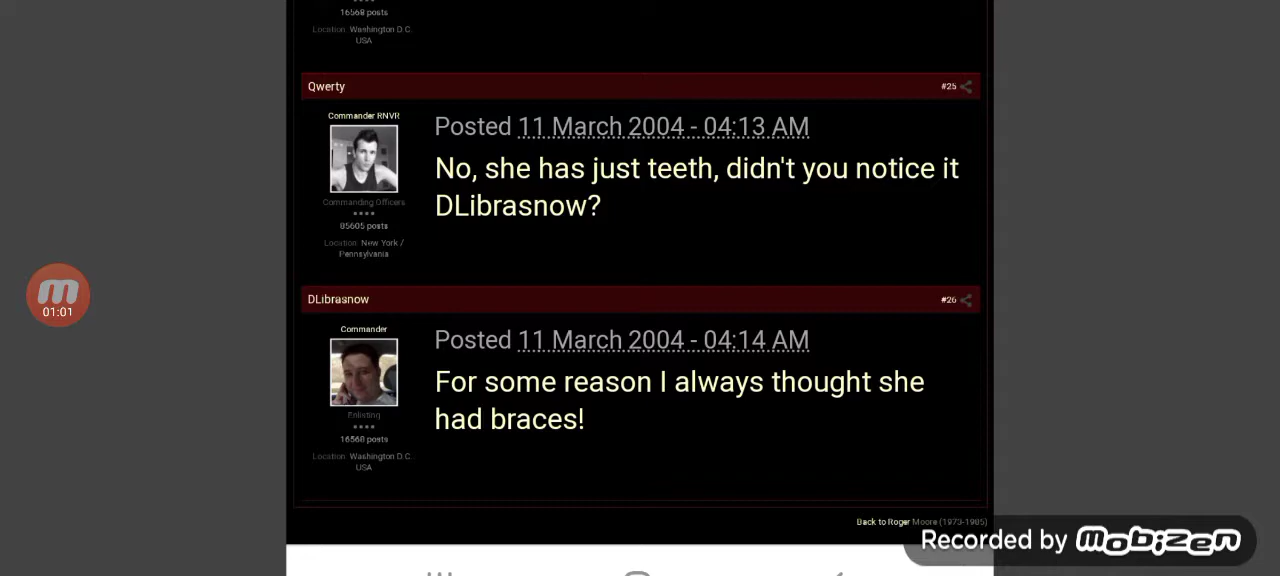 16568 posts
Location: Washington D.C.
USA
Qwerty
#25
Commander RNVR
Posted 11 March 2004 - 04:13 AM
No, she has just teeth, didn't you notice it
DLibrasnow?
Commanding Officers
85605 posts
Location: New York /
Pennsylvania
DLibrasnow
#26
Commander
Posted 11 March 2004 - 04:14 AM
For some reason I always thought she
had braces!
Enlisting
16568 posts
Location: Washington D.C.
USA
Back to Roger Moore (1973-1985)
01:01
Recorded by mobizen